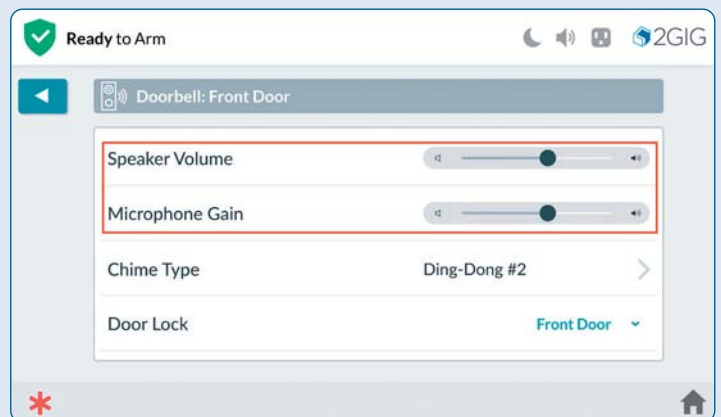 Ready to Arm
2GIG
Doorbell: Front Door
Speaker Volume
Microphone Gain
Chime Type Ding-Dong #2
Door Lock Front Door